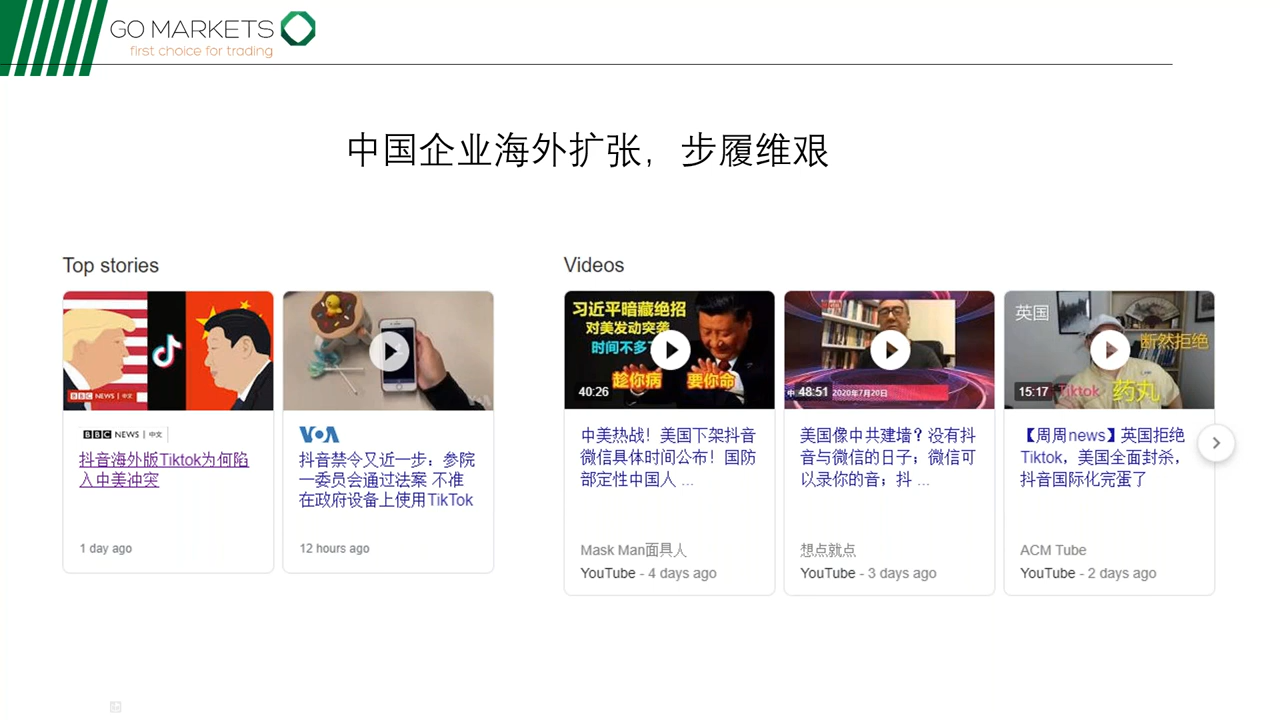 GO MARKETS
first choice for trading
中国企业海外扩张，步履维艰
Top stories
BBC NEWS | 中文
BBC NEWS | 中文
抖音海外版Tiktok为何陷
入中美冲突
1 day ago
VOA
抖音禁令又近一步：参院
一委员会通过法案 不准
在政府设备上使用TikTok
12 hours ago
Videos
习近平暗藏绝招
对美发动突袭
时间不多
趁你病 要你命
40:26
中美热战！美国下架抖音
微信具体时间公布！国防
部定性中国人 ...
Mask Man面具人
YouTube - 4 days ago
48:51
2020年7月20日
美国像中共建墙？没有抖
音与微信的日子；微信可
以录你的音；抖 ...
想点就点
YouTube - 3 days ago
英国
断然拒绝
15:17
Tiktok 药丸
【周周news】英国拒绝
Tiktok，美国全面封杀，
抖音国际化完蛋了
ACM Tube
YouTube - 2 days ago